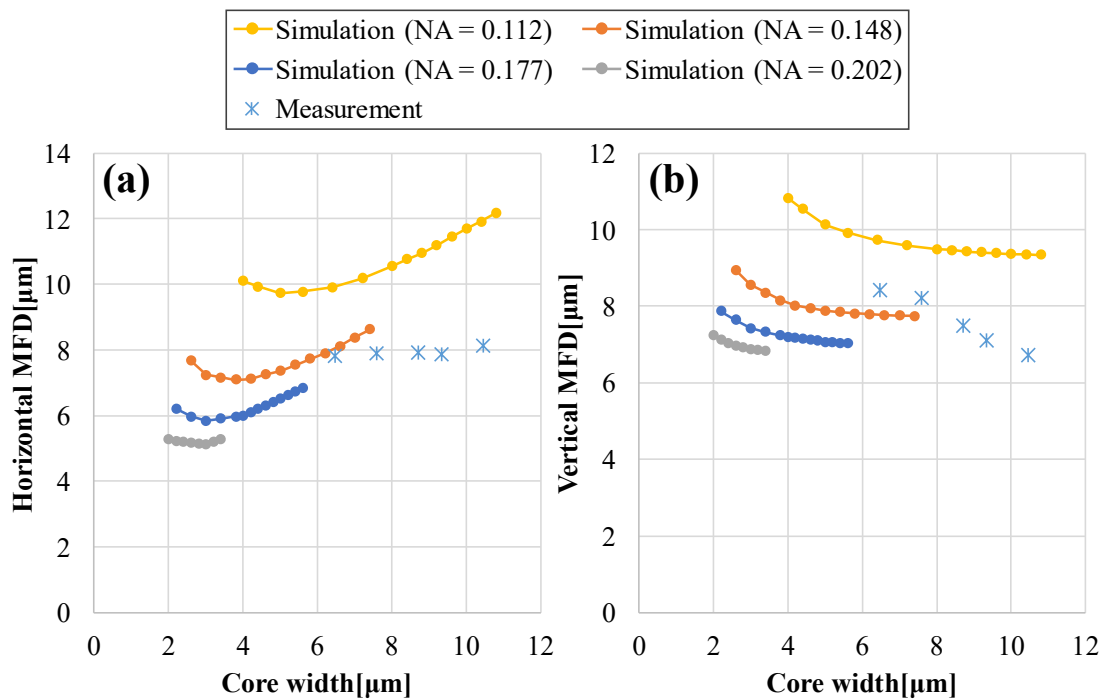 Simulation (NA = 0.112) Simulation (NA = 0.148)
Simulation (NA = 0.177) Simulation (NA = 0.202)
Measurement
(a)
14
12
10
8
6
4
2
0
0 2 4 6 8 10 12
Horizontal MFD[μm]
Core width[μm]
(b)
12
10
8
6
4
2
0
0 2 4 6 8 10 12
Vertical MFD[μm]
Core width[μm]